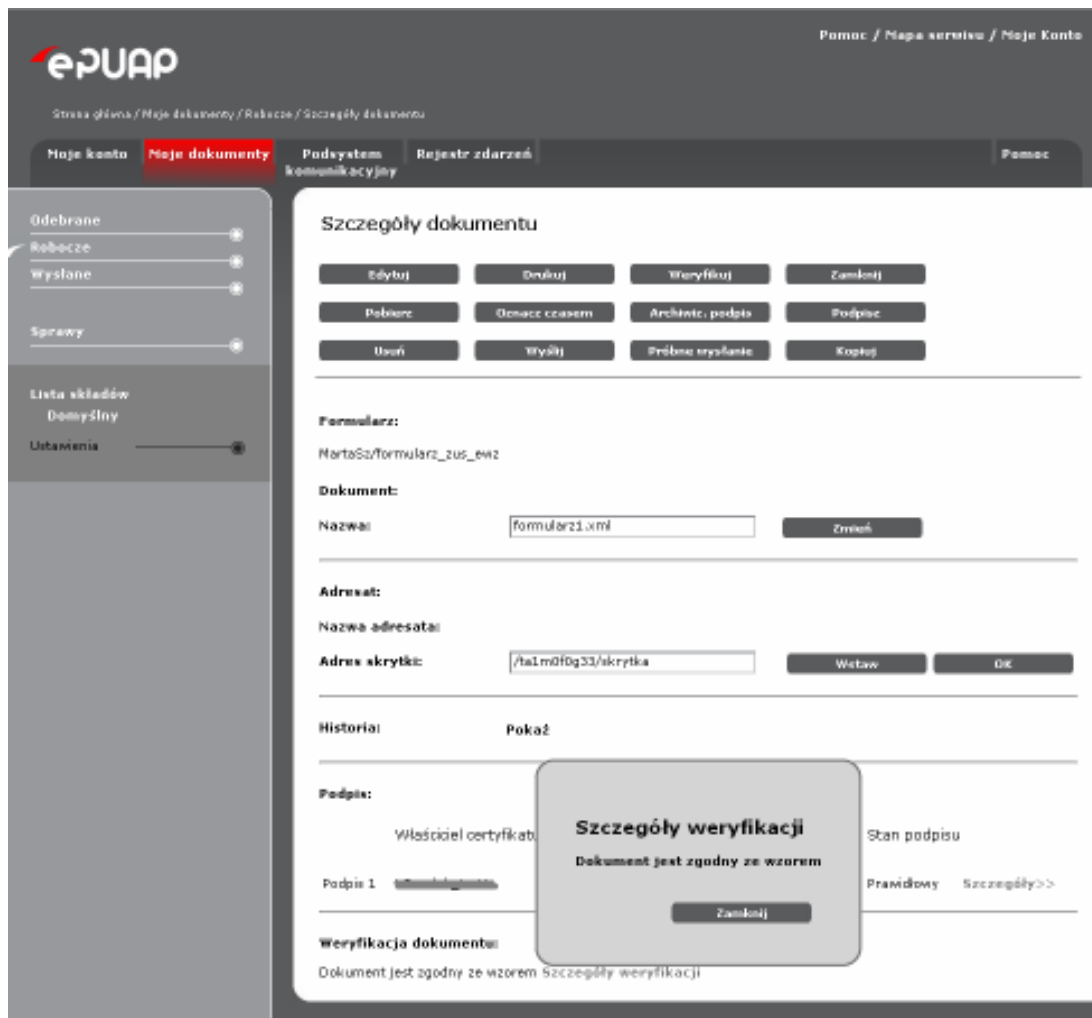 Pomoc / Mapa serwisu / Moje Konto
ePUAP
Strona główna / Moje dokumenty / Robocze / Szczegóły dokumentu
Moje konto Moje dokumenty Podsystem komunikacyjny Rejestr zdarzeń Pomoc
Odebrane
Robocze
Wysłane
Sprawy
Lista składów
Domyślny
Ustawienia
Szczegóły dokumentu
Edytuj Drukuj Weryfikuj Zamknij
Pobierz Oznacz czasem Archiwiz. podpis Podpisz
Usuń Wyślij Próbne wysłanie Kopiuj
Formularz:
MartaSz/formularz_zus_ewz
Dokument:
Nazwa: formularz1.xml Zmień
Adresat:
Nazwa adresata:
Adres skrytki: /ta1m0f0g33/skrytka Wstaw OK
Historia: Pokaż
Podpis:
Właściciel certyfikatu Stan podpisu
Podpis 1 Prawidłowy Szczegóły>>
Szczegóły weryfikacji
Dokument jest zgodny ze wzorem
Zamknij
Weryfikacja dokumentu:
Dokument jest zgodny ze wzorem Szczegóły weryfikacji